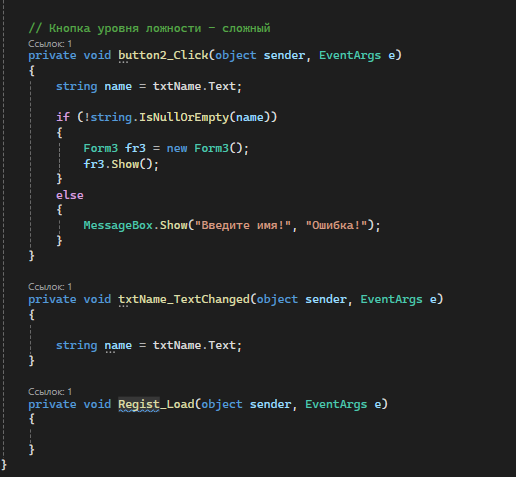 // Кнопка уровня ложности – сложный
Ссылок: 1
private void button2_Click(object sender, EventArgs e)
{
string name = txtName.Text;
if (!string.IsNullOrEmpty(name))
{
Form3 fr3 = new Form3();
fr3.Show();
}
else
{
MessageBox.Show("Введите имя!", "Ошибка!");
}
}
Ссылок: 1
private void txtName_TextChanged(object sender, EventArgs e)
{
string name = txtName.Text;
}
Ссылок: 1
private void Regist_Load(object sender, EventArgs e)
{
}
}